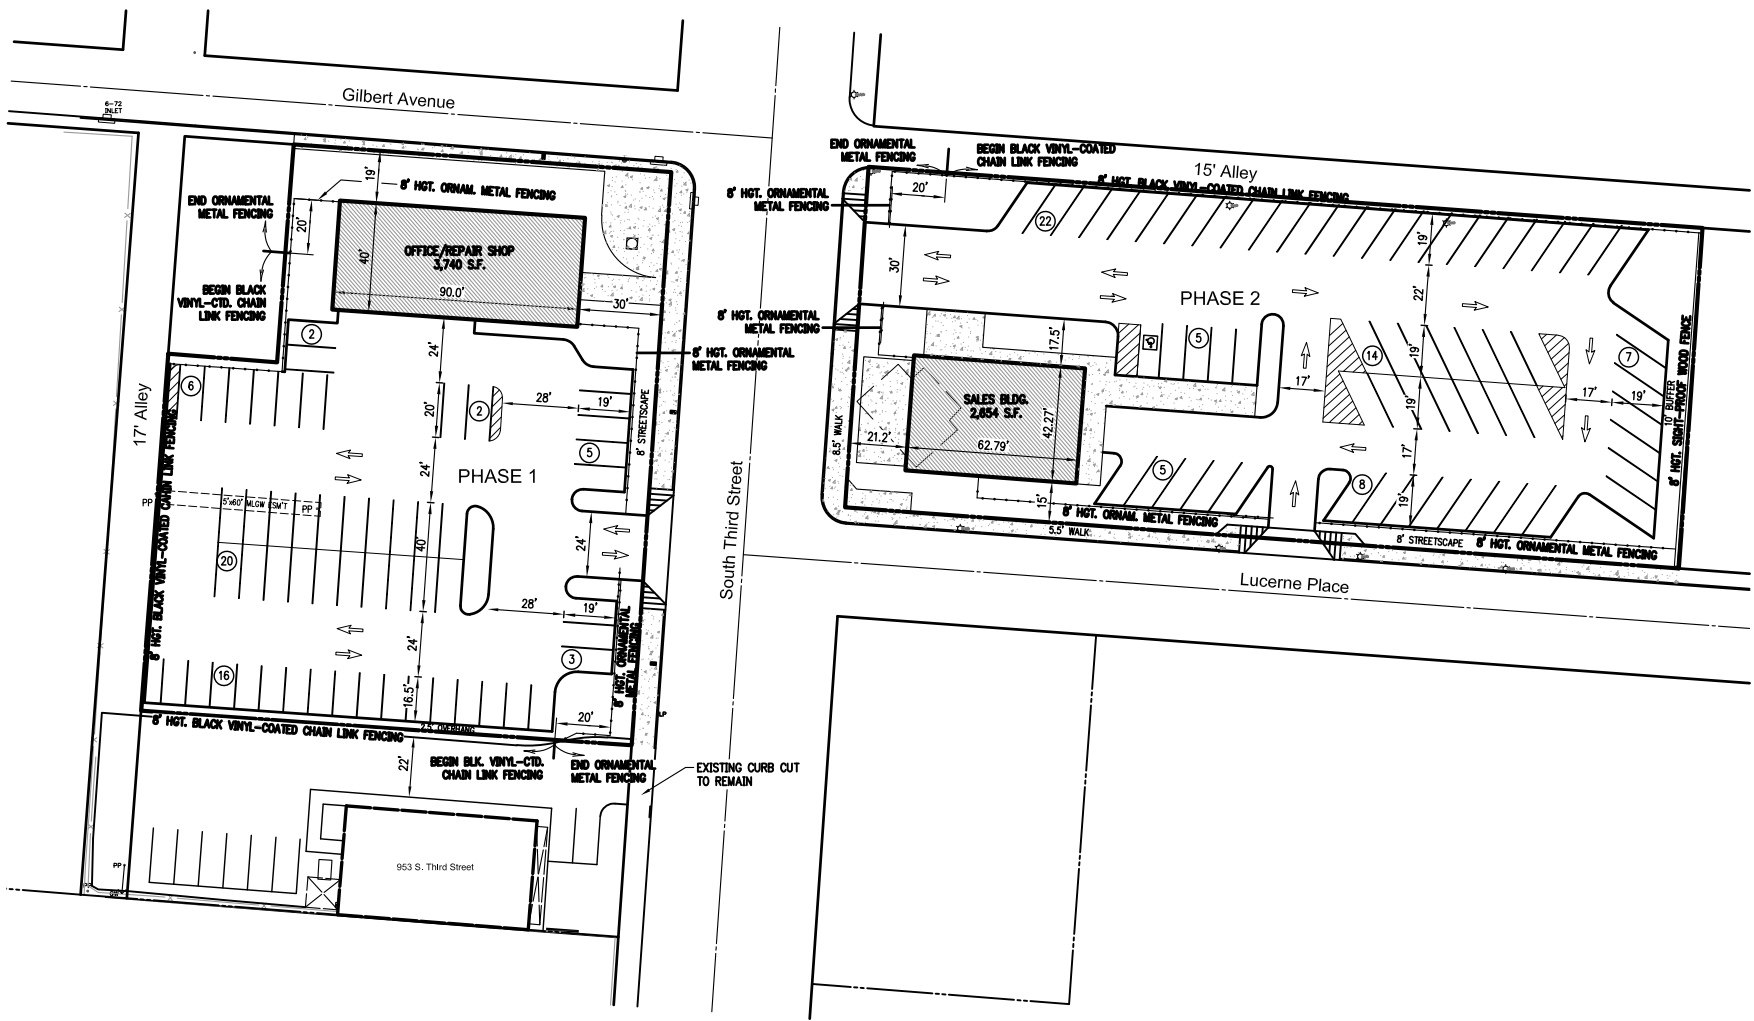 Gilbert Avenue
6-72
INLET
19'
8' HGT. ORNAM. METAL FENCING
END ORNAMENTAL
METAL FENCING
20'
OFFICE/REPAIR SHOP
3,740 S.F.
40'
90.0'
30'
BEGIN BLACK
VINYL-CTD. CHAIN
LINK FENCING
2
24'
8' HGT. ORNAMENTAL
METAL FENCING
17' Alley
6
20'
2
28'
19'
8' STREETSCAPE
5
24'
PHASE 1
PP
5'x60' MLGW ESM'T
PP
8' HGT. BLACK VINYL-COATED CAHIN LINK FENCING
20
40'
24'
28'
19'
24'
3
8' HGT. ORNAMENTAL
METAL FENCING
16
16.5'
20'
2.5' OVERHANG
8' HGT. BLACK VINYL-COATED CHAIN LINK FENCING
LP
22'
BEGIN BLK. VINYL-CTD.
CHAIN LINK FENCING
END ORNAMENTAL
METAL FENCING
EXISTING CURB CUT
TO REMAIN
953 S. Third Street
PP
South Third Street
END ORNAMENTAL
METAL FENCING
BEGIN BLACK VINYL-COATED
CHAIN LINK FENCING
15' Alley
8' HGT. BLACK VINYL-COATED CHAIN LINK FENCING
8' HGT. ORNAMENTAL
METAL FENCING
20'
22
19'
30'
22'
PHASE 2
8' HGT. ORNAMENTAL
METAL FENCING
17.5'
5
14
19'
7
17'
17'
19'
19'
10' BUFFER
8' HGT. SIGHT-PROOF WOOD FENCE
SALES BLDG.
2,654 S.F.
42.27'
62.79'
21.2'
8.5' WALK
17'
5
8
19'
15'
8' HGT. ORNAM. METAL FENCING
5.5' WALK
8' STREETSCAPE
8' HGT. ORNAMENTAL METAL FENCING
Lucerne Place